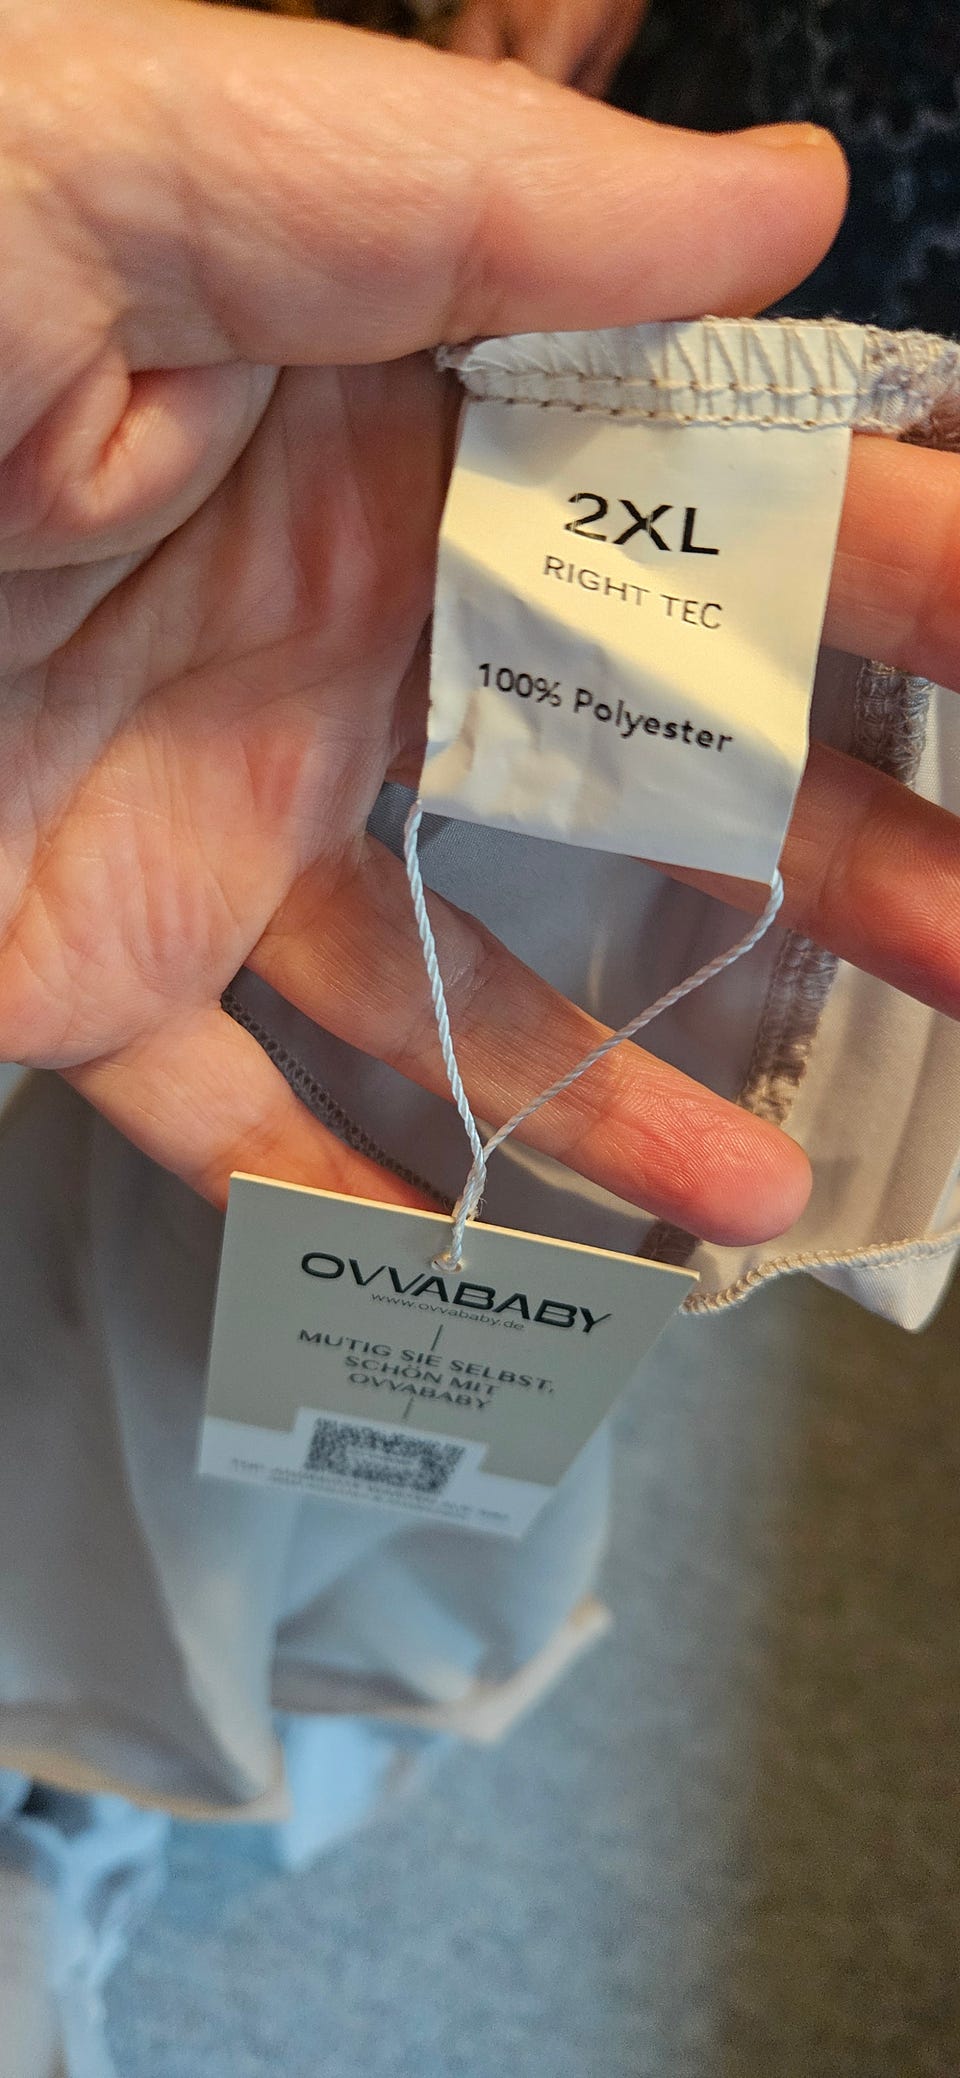 2XL
RIGHT TEC
100% Polyester
OVVABABY
www.ovvababy.de
MUTIG SIE SELBST,
SCHÖN MIT
OVVABABY